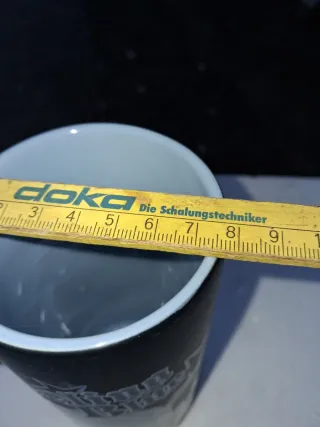 doka Die Schalungstechniker
2 3 4 5 6 7 8 9 1